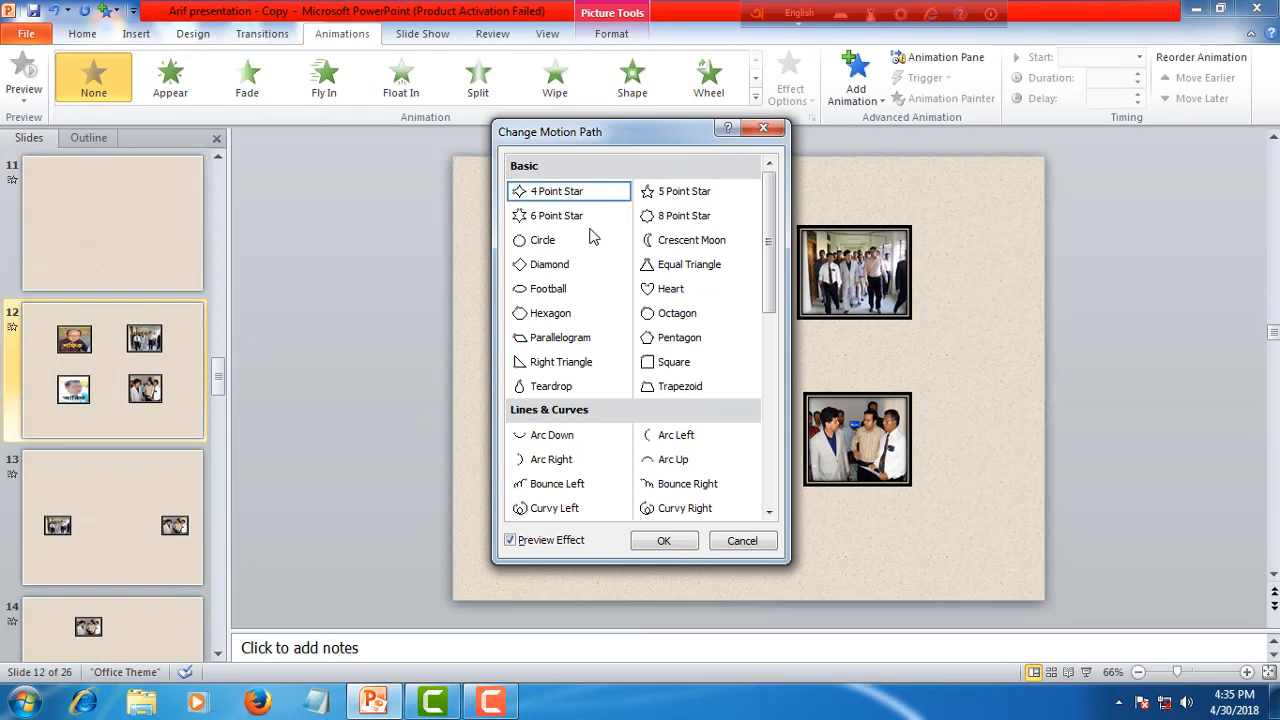 Arif presentation - Copy - Microsoft PowerPoint (Product Activation Failed)
Picture Tools
English
File
Home
Insert
Design
Transitions
Animations
Slide Show
Review
View
Format
Preview
None
Appear
Fade
Fly In
Float In
Split
Wipe
Shape
Wheel
Effect
Options
Add
Animation
Animation Pane
Trigger
Animation Painter
Start:
Duration:
Delay:
Reorder Animation
Move Earlier
Move Later
Preview
Animation
Advanced Animation
Timing
Slides
Outline
11
12
13
14
Change Motion Path
Basic
4 Point Star
5 Point Star
6 Point Star
8 Point Star
Circle
Crescent Moon
Diamond
Equal Triangle
Football
Heart
Hexagon
Octagon
Parallelogram
Pentagon
Right Triangle
Square
Teardrop
Trapezoid
Lines & Curves
Arc Down
Arc Left
Arc Right
Arc Up
Bounce Left
Bounce Right
Curvy Left
Curvy Right
Preview Effect
OK
Cancel
Click to add notes
Slide 12 of 26
"Office Theme"
66%
4:35 PM
4/30/2018